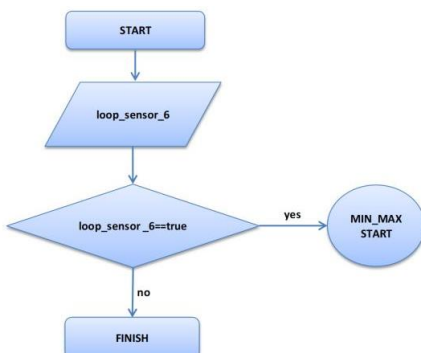 START
loop_sensor_6
loop_sensor _6==true
yes
MIN_MAX
START
no
FINISH